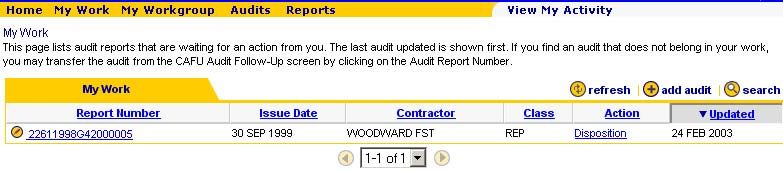 Home My Work My Workgroup Audits Reports View My Activity
My Work
This page lists audit reports that are waiting for an action from you. The last audit updated is shown first. If you find an audit that does not belong in your work,
you may transfer the audit from the CAFU Audit Follow-Up screen by clicking on the Audit Report Number.
My Work refresh add audit search
Report Number Issue Date Contractor Class Action ▼Updated
22611998G42000005 30 SEP 1999 WOODWARD FST REP Disposition 24 FEB 2003
1-1 of 1